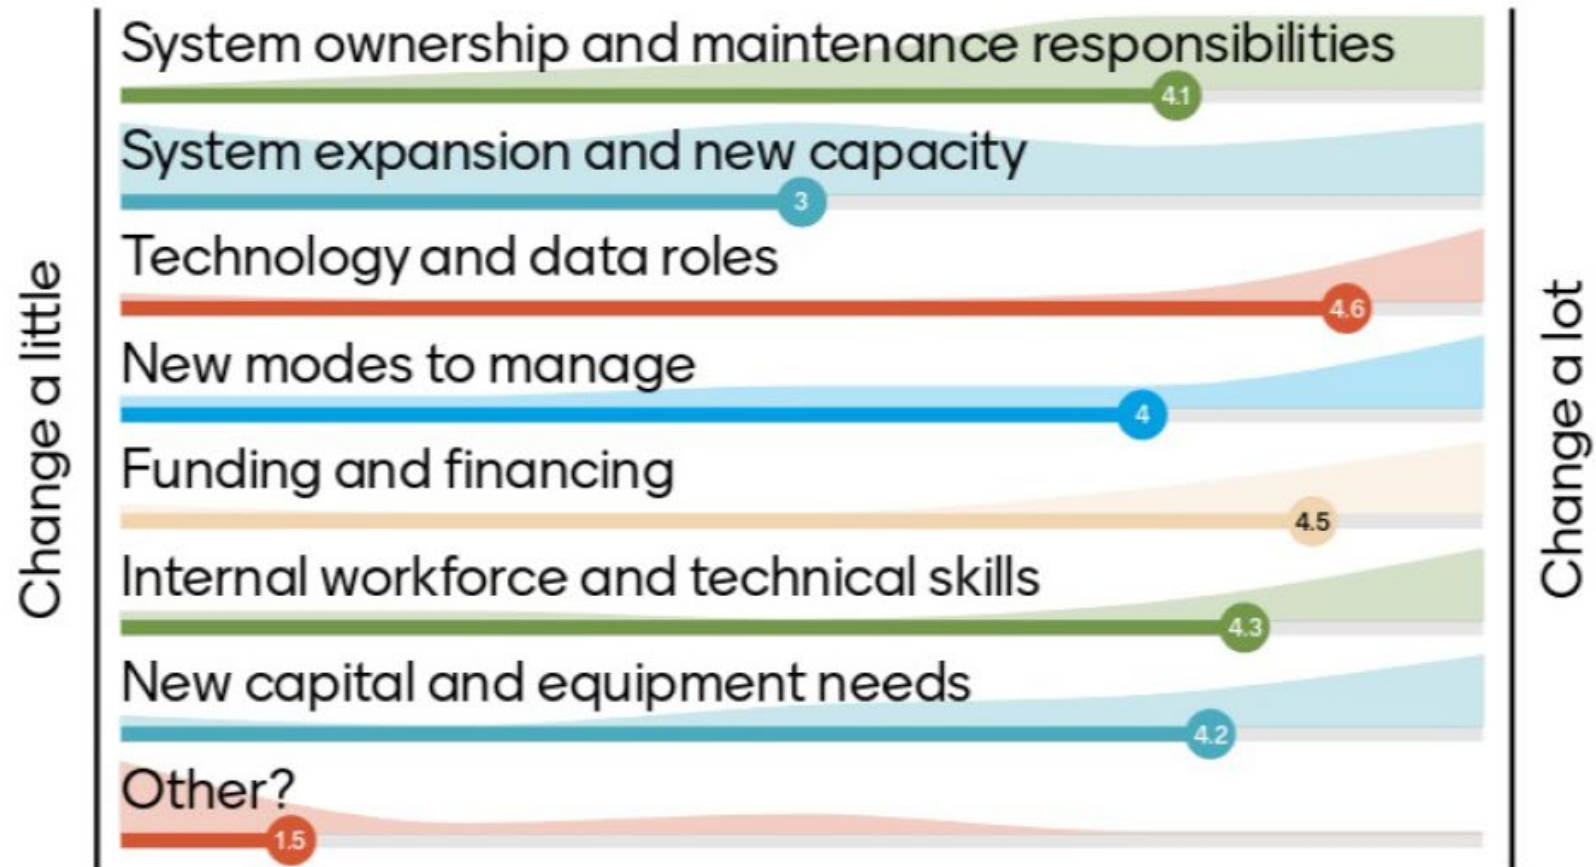 System ownership and maintenance responsibilities
4.1
System expansion and new capacity
3
Technology and data roles
4.6
New modes to manage
4
Funding and financing
4.5
Internal workforce and technical skills
4.3
New capital and equipment needs
4.2
Other?
1.5
Change a little
Change a lot